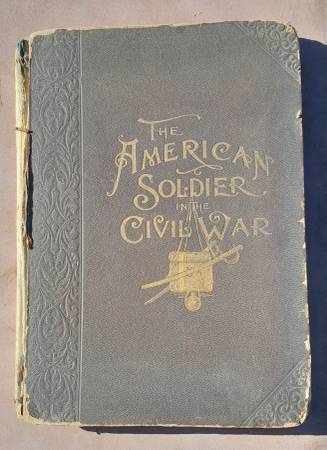 THE
AMERICAN
SOLDIER
IN THE
CIVIL WAR